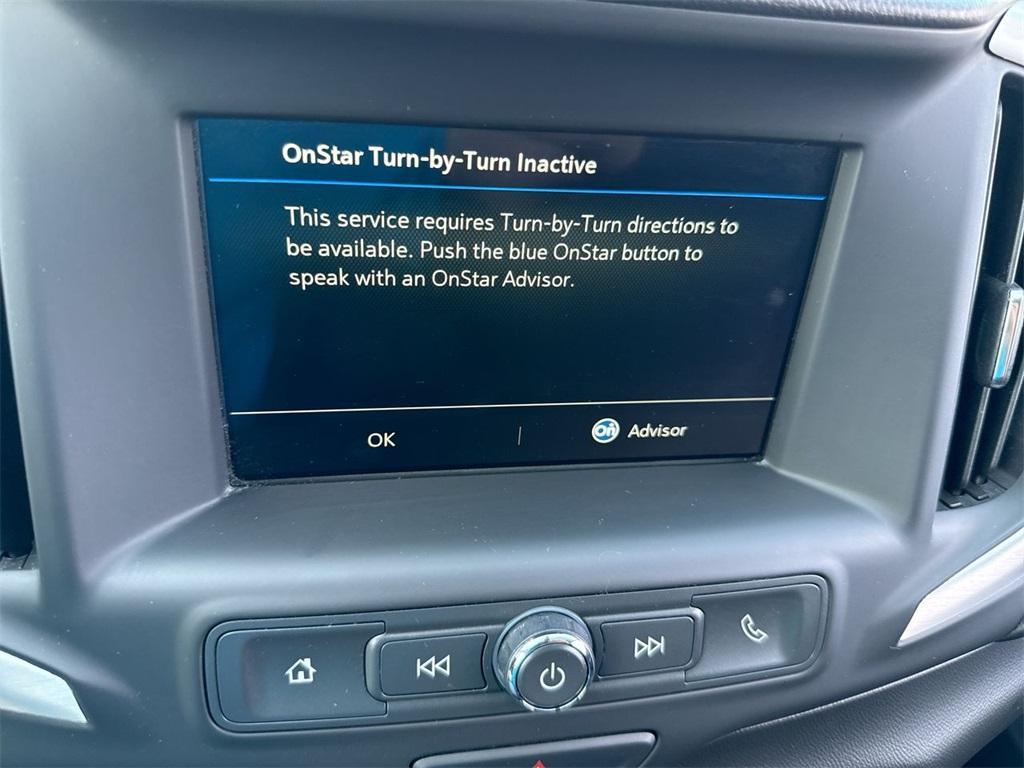 OnStar Turn-by-Turn Inactive
This service requires Turn-by-Turn directions to
be available. Push the blue OnStar button to
speak with an OnStar Advisor.
OK
On Advisor